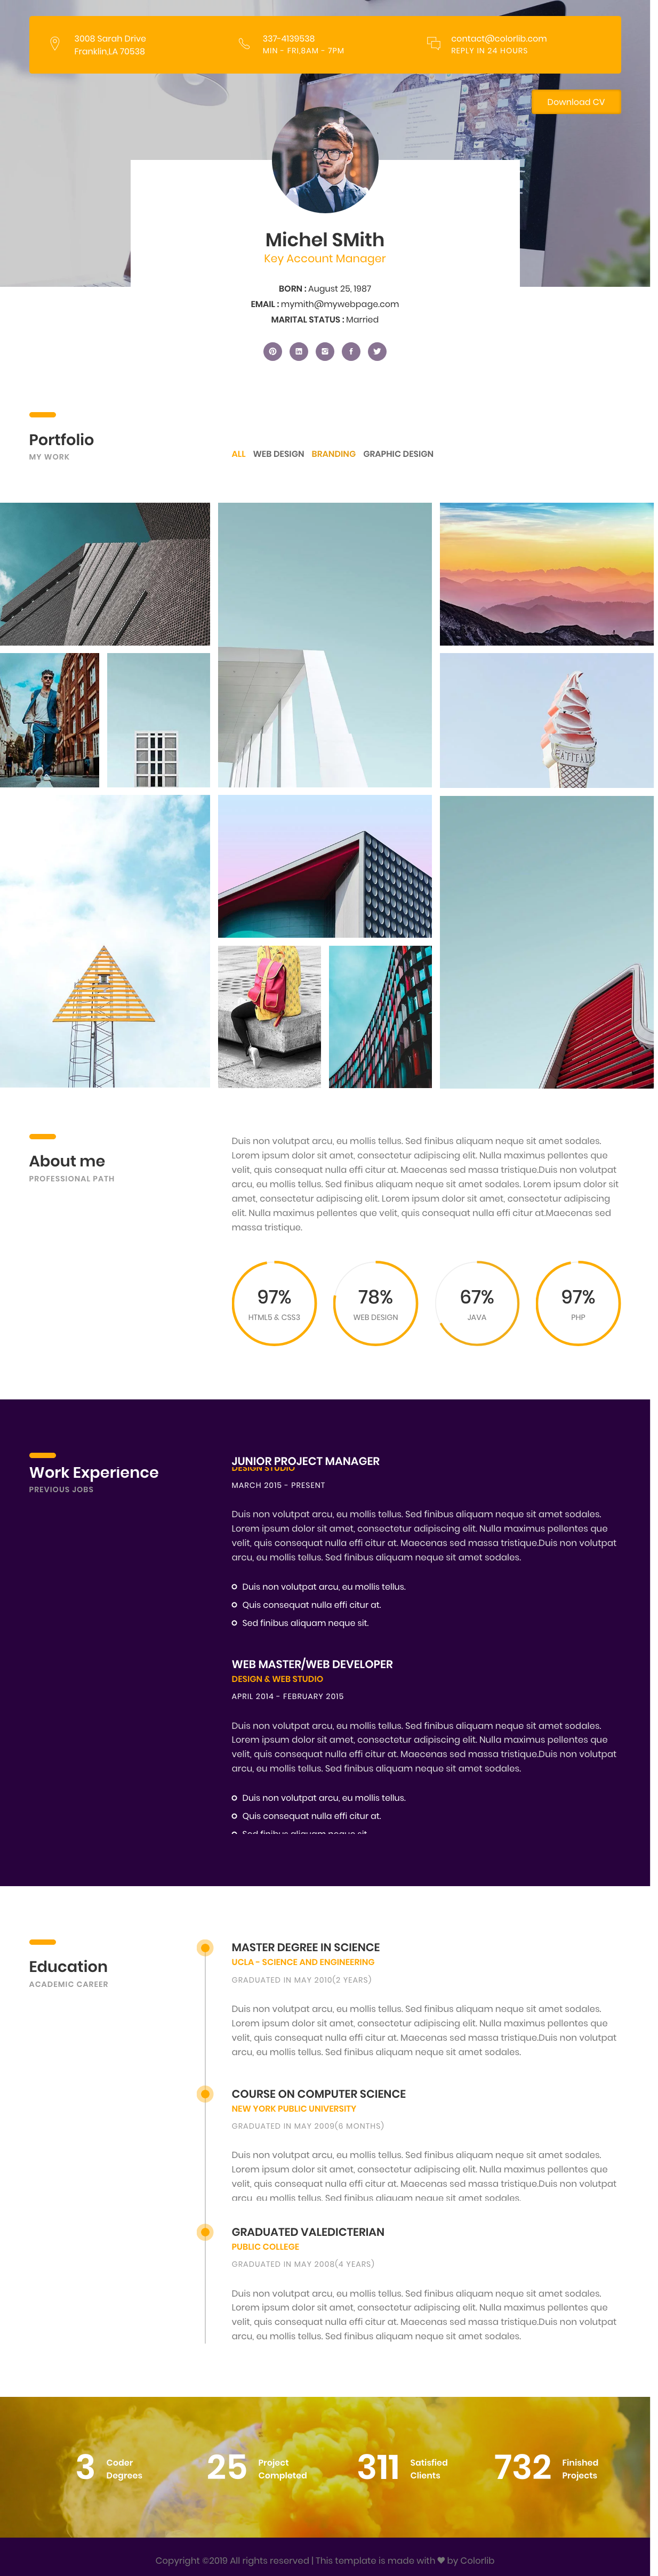 3008 Sarah Drive
Franklin,LA 70538
337-4139538
MIN - FRI,8AM - 7PM
contact@colorlib.com
REPLY IN 24 HOURS
Download CV
Michel SMith
Key Account Manager
BORN : August 25, 1987
EMAIL : mymith@mywebpage.com
MARITAL STATUS : Married
Portfolio
MY WORK
ALL WEB DESIGN BRANDING GRAPHIC DESIGN
EATITALY
About me
PROFESSIONAL PATH
Duis non volutpat arcu, eu mollis tellus. Sed finibus aliquam neque sit amet sodales.
Lorem ipsum dolor sit amet, consectetur adipiscing elit. Nulla maximus pellentes que
velit, quis consequat nulla effi citur at. Maecenas sed massa tristique.Duis non volutpat
arcu, eu mollis tellus. Sed finibus aliquam neque sit amet sodales. Lorem ipsum dolor sit
amet, consectetur adipiscing elit. Lorem ipsum dolor sit amet, consectetur adipiscing
elit. Nulla maximus pellentes que velit, quis consequat nulla effi citur at.Maecenas sed
massa tristique.
97%
HTML5 & CSS3
78%
WEB DESIGN
67%
JAVA
97%
PHP
Work Experience
PREVIOUS JOBS
JUNIOR PROJECT MANAGER
DESIGN STUDIO
MARCH 2015 - PRESENT
Duis non volutpat arcu, eu mollis tellus. Sed finibus aliquam neque sit amet sodales.
Lorem ipsum dolor sit amet, consectetur adipiscing elit. Nulla maximus pellentes que
velit, quis consequat nulla effi citur at. Maecenas sed massa tristique.Duis non volutpat
arcu, eu mollis tellus. Sed finibus aliquam neque sit amet sodales.
Duis non volutpat arcu, eu mollis tellus.
Quis consequat nulla effi citur at.
Sed finibus aliquam neque sit.
WEB MASTER/WEB DEVELOPER
DESIGN & WEB STUDIO
APRIL 2014 - FEBRUARY 2015
Duis non volutpat arcu, eu mollis tellus. Sed finibus aliquam neque sit amet sodales.
Lorem ipsum dolor sit amet, consectetur adipiscing elit. Nulla maximus pellentes que
velit, quis consequat nulla effi citur at. Maecenas sed massa tristique.Duis non volutpat
arcu, eu mollis tellus. Sed finibus aliquam neque sit amet sodales.
Duis non volutpat arcu, eu mollis tellus.
Quis consequat nulla effi citur at.
Sed finibus aliquam neque sit.
Education
ACADEMIC CAREER
MASTER DEGREE IN SCIENCE
UCLA - SCIENCE AND ENGINEERING
GRADUATED IN MAY 2010(2 YEARS)
Duis non volutpat arcu, eu mollis tellus. Sed finibus aliquam neque sit amet sodales.
Lorem ipsum dolor sit amet, consectetur adipiscing elit. Nulla maximus pellentes que
velit, quis consequat nulla effi citur at. Maecenas sed massa tristique.Duis non volutpat
arcu, eu mollis tellus. Sed finibus aliquam neque sit amet sodales.
COURSE ON COMPUTER SCIENCE
NEW YORK PUBLIC UNIVERSITY
GRADUATED IN MAY 2009(6 MONTHS)
Duis non volutpat arcu, eu mollis tellus. Sed finibus aliquam neque sit amet sodales.
Lorem ipsum dolor sit amet, consectetur adipiscing elit. Nulla maximus pellentes que
velit, quis consequat nulla effi citur at. Maecenas sed massa tristique.Duis non volutpat
arcu, eu mollis tellus. Sed finibus aliquam neque sit amet sodales.
GRADUATED VALEDICTERIAN
PUBLIC COLLEGE
GRADUATED IN MAY 2008(4 YEARS)
Duis non volutpat arcu, eu mollis tellus. Sed finibus aliquam neque sit amet sodales.
Lorem ipsum dolor sit amet, consectetur adipiscing elit. Nulla maximus pellentes que
velit, quis consequat nulla effi citur at. Maecenas sed massa tristique.Duis non volutpat
arcu, eu mollis tellus. Sed finibus aliquam neque sit amet sodales.
3 Coder Degrees
25 Project Completed
311 Satisfied Clients
732 Finished Projects
Copyright ©2019 All rights reserved | This template is made with ♥ by Colorlib